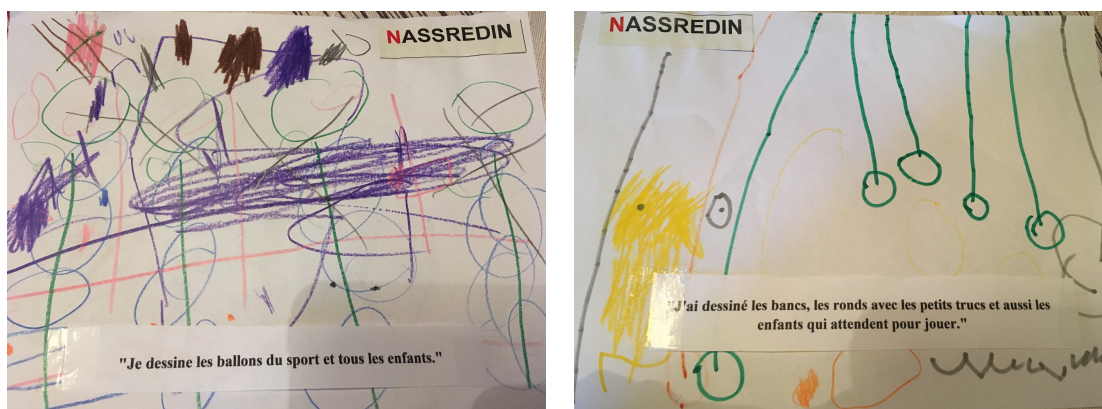 NASSREDIN
"Je dessine les ballons du sport et tous les enfants."
NASSREDIN
"J'ai dessiné les bancs, les ronds avec les petits trucs et aussi les
enfants qui attendent pour jouer."